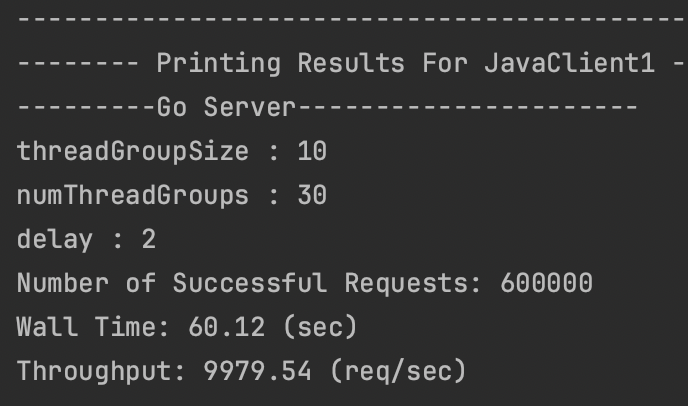 -------------------------------------------
-------- Printing Results For JavaClient1 -
---------Go Server----------------------
threadGroupSize : 10
numThreadGroups : 30
delay : 2
Number of Successful Requests: 600000
Wall Time: 60.12 (sec)
Throughput: 9979.54 (req/sec)